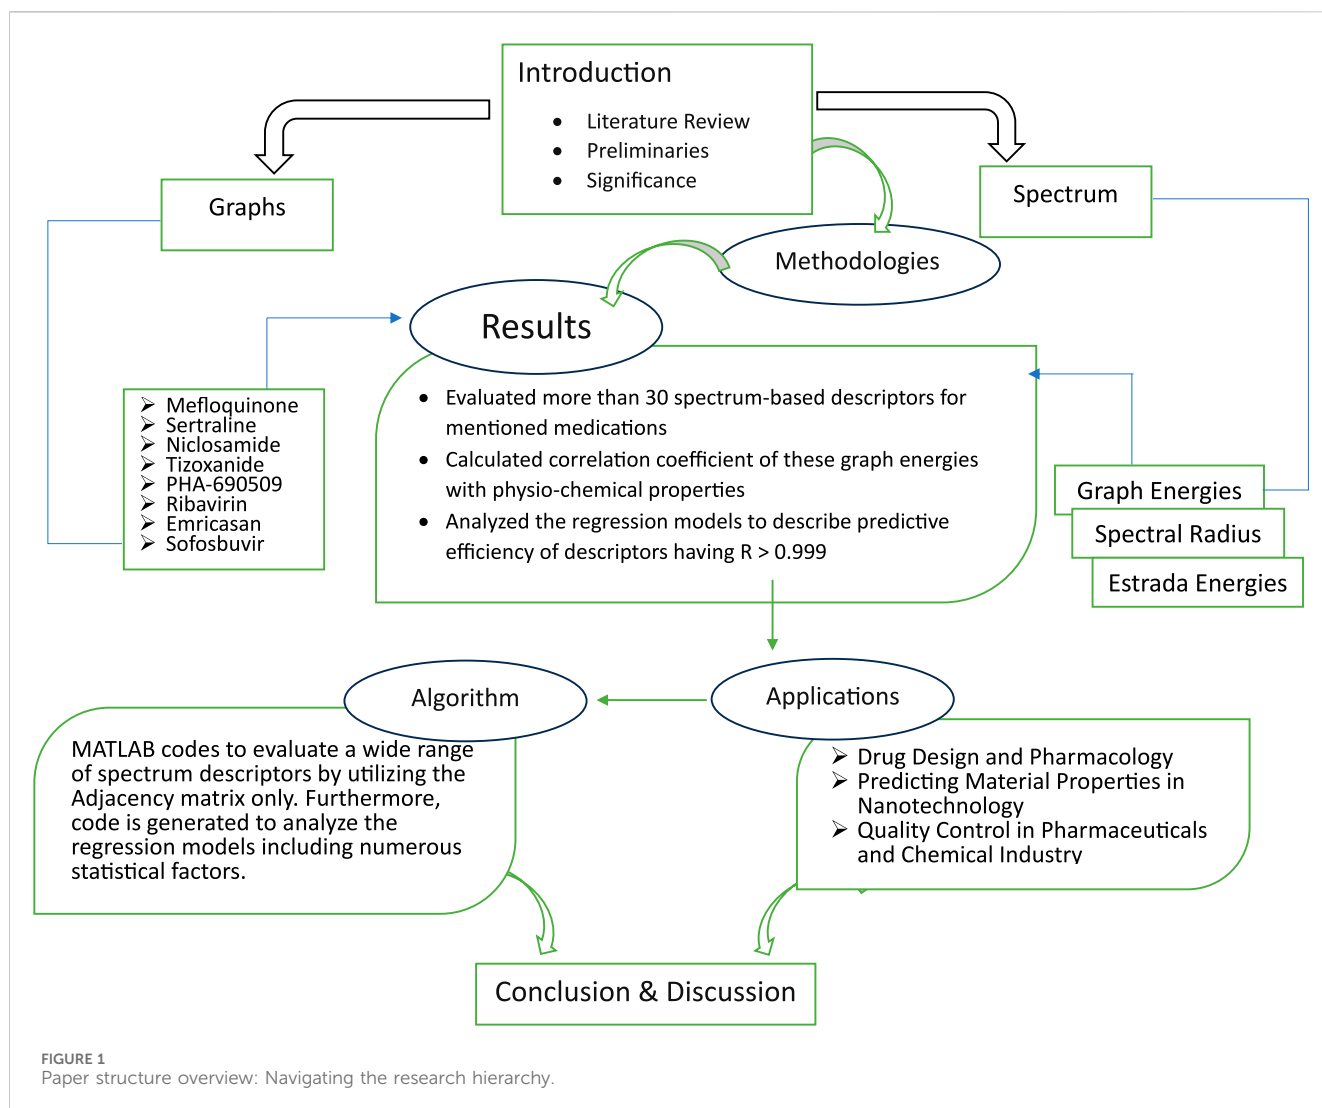 Introduction
• Literature Review
• Preliminaries
• Significance
Graphs
Spectrum
Methodologies
Results
• Evaluated more than 30 spectrum-based descriptors for
mentioned medications
• Calculated correlation coefficient of these graph energies
with physio-chemical properties
• Analyzed the regression models to describe predictive
efficiency of descriptors having R > 0.999
➢ Mefloquinone
➢ Sertraline
➢ Niclosamide
➢ Tizoxanide
➢ PHA-690509
➢ Ribavirin
➢ Emricasan
➢ Sofosbuvir
Graph Energies
Spectral Radius
Estrada Energies
Algorithm
MATLAB codes to evaluate a wide range
of spectrum descriptors by utilizing the
Adjacency matrix only. Furthermore,
code is generated to analyze the
regression models including numerous
statistical factors.
Applications
➢ Drug Design and Pharmacology
➢ Predicting Material Properties in
Nanotechnology
➢ Quality Control in Pharmaceuticals
and Chemical Industry
Conclusion & Discussion
FIGURE 1
Paper structure overview: Navigating the research hierarchy.